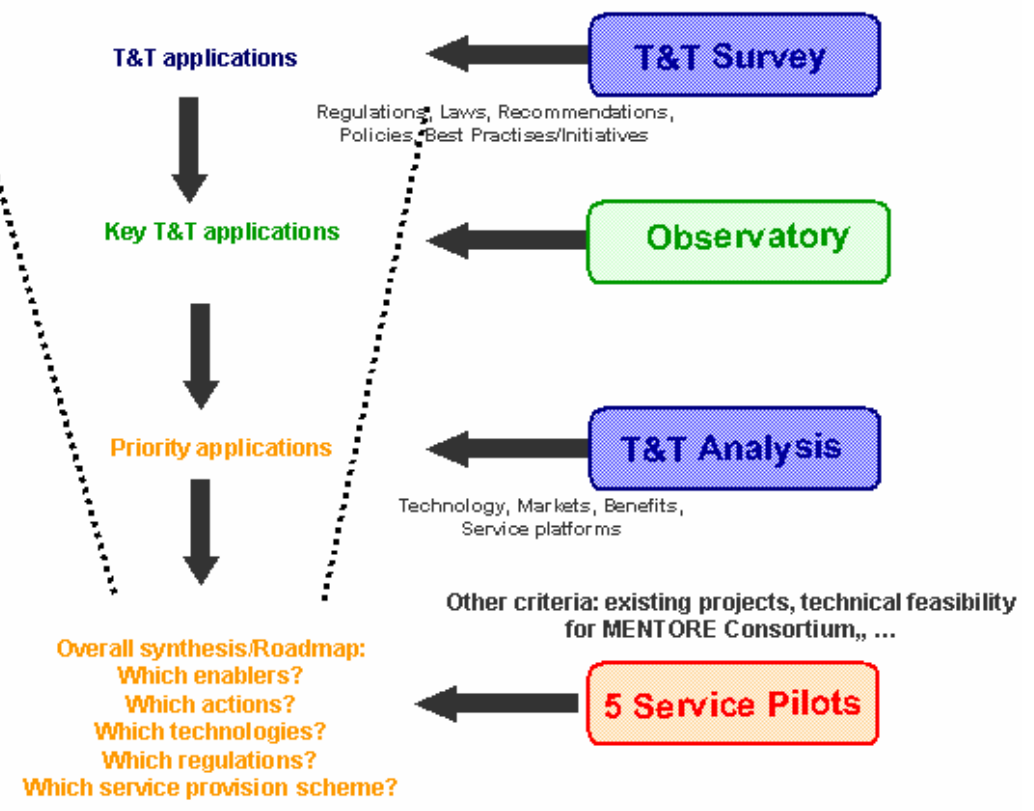 T&T applications
T&T Survey
Regulations, Laws, Recommendations,
Policies, Best Practises/Initiatives
Key T&T applications
Observatory
Priority applications
T&T Analysis
Technology, Markets, Benefits,
Service platforms
Other criteria: existing projects, technical feasibility
for MENTORE Consortium,, ...
Overall synthesis/Roadmap:
Which enablers?
Which actions?
Which technologies?
Which regulations?
Which service provision scheme?
5 Service Pilots